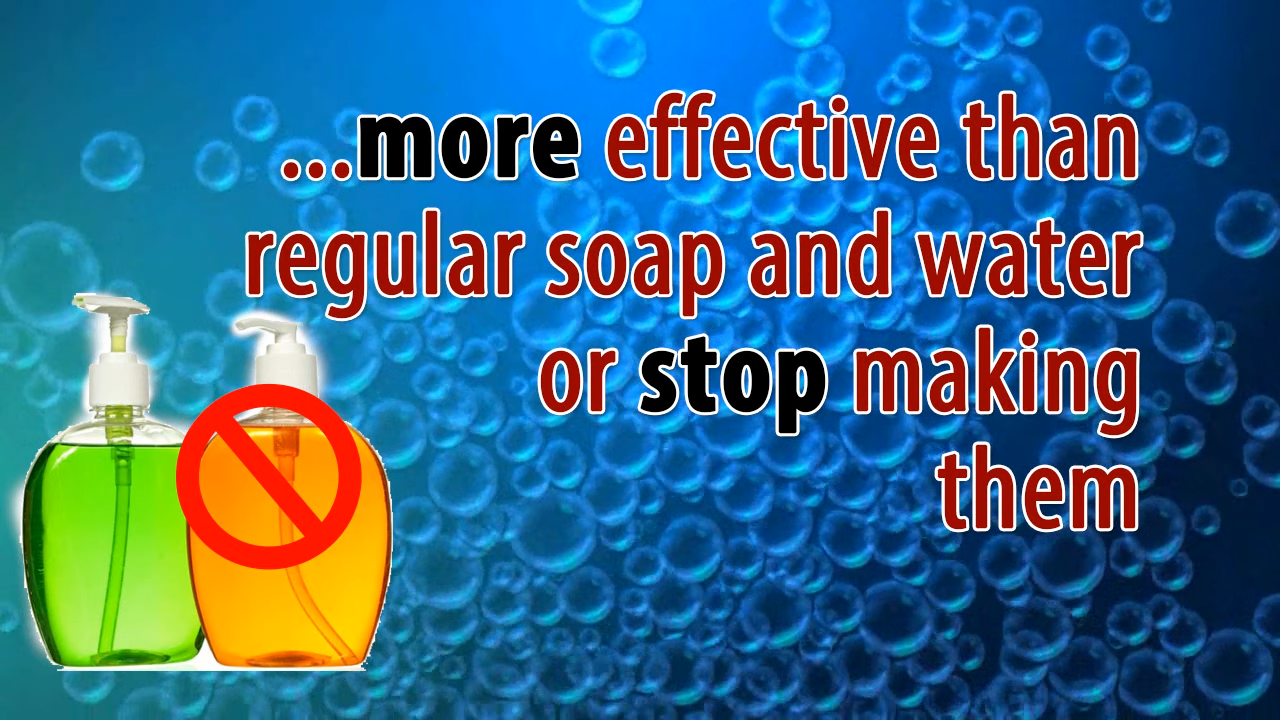 ...more effective than
regular soap and water
or stop making
them